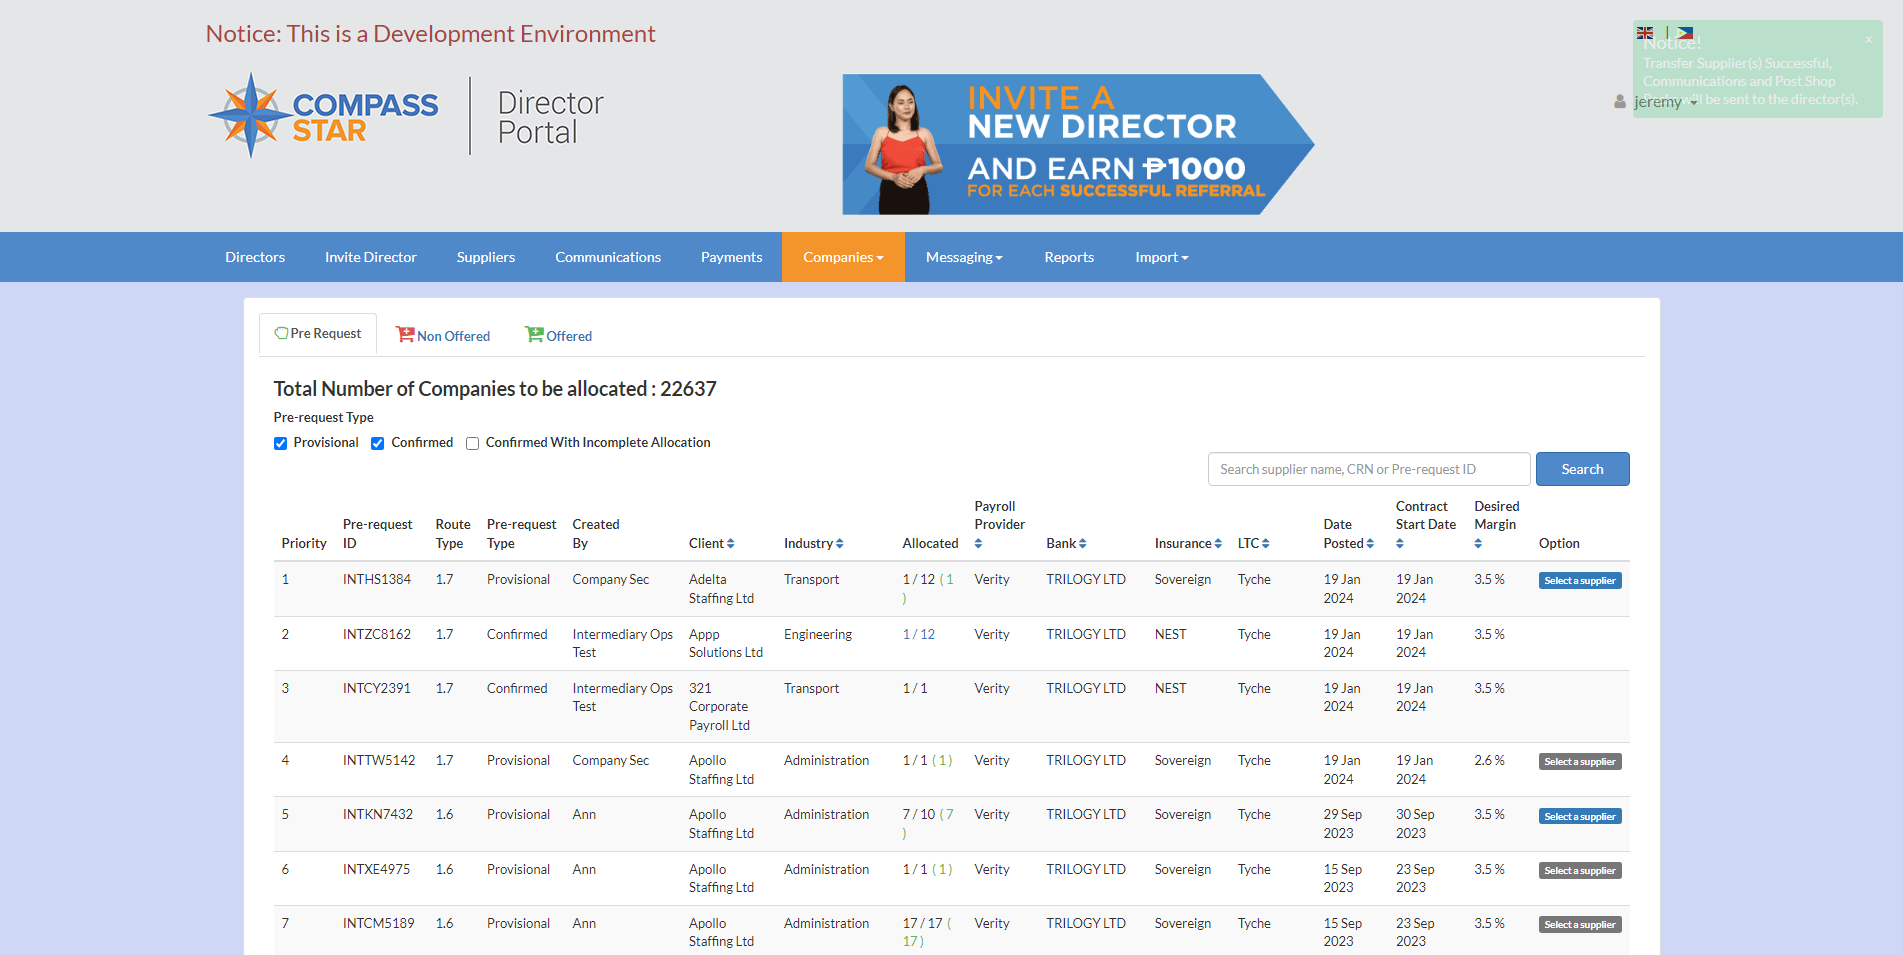 Notice: This is a Development Environment
Notice!
x
Transfer Supplier(s) Successful,
Communications and Post Shop
will be sent to the director(s).
jeremy
COMPASS
STAR
Director
Portal
INVITE A
NEW DIRECTOR
AND EARN ₱1000
FOR EACH SUCCESSFUL REFERRAL
Directors Invite Director Suppliers Communications Payments Companies Messaging Reports Import
Pre Request Non Offered Offered
Total Number of Companies to be allocated : 22637
Pre-request Type
Provisional Confirmed Confirmed With Incomplete Allocation
Search supplier name, CRN or Pre-request ID Search
Priority Pre-request ID Route Type Pre-request Type Created By Client Industry Allocated Payroll Provider Bank Insurance LTC Date Posted Contract Start Date Desired Margin Option
1 INTHS1384 1.7 Provisional Company Sec Adelta Staffing Ltd Transport 1 / 12 ( 1 ) Verity TRILOGY LTD Sovereign Tyche 19 Jan 2024 19 Jan 2024 3.5 % Select a supplier
2 INTZC8162 1.7 Confirmed Intermediary Ops Test Appp Solutions Ltd Engineering 1 / 12 Verity TRILOGY LTD NEST Tyche 19 Jan 2024 19 Jan 2024 3.5 %
3 INTCY2391 1.7 Confirmed Intermediary Ops Test 321 Corporate Payroll Ltd Transport 1 / 1 Verity TRILOGY LTD NEST Tyche 19 Jan 2024 19 Jan 2024 3.5 %
4 INTTW5142 1.7 Provisional Company Sec Apollo Staffing Ltd Administration 1 / 1 ( 1 ) Verity TRILOGY LTD Sovereign Tyche 19 Jan 2024 19 Jan 2024 2.6 % Select a supplier
5 INTKN7432 1.6 Provisional Ann Apollo Staffing Ltd Administration 7 / 10 ( 7 ) Verity TRILOGY LTD Sovereign Tyche 29 Sep 2023 30 Sep 2023 3.5 % Select a supplier
6 INTXE4975 1.6 Provisional Ann Apollo Staffing Ltd Administration 1 / 1 ( 1 ) Verity TRILOGY LTD Sovereign Tyche 15 Sep 2023 23 Sep 2023 3.5 % Select a supplier
7 INTCM5189 1.6 Provisional Ann Apollo Staffing Ltd Administration 17 / 17 ( 17 ) Verity TRILOGY LTD Sovereign Tyche 15 Sep 2023 23 Sep 2023 3.5 % Select a supplier